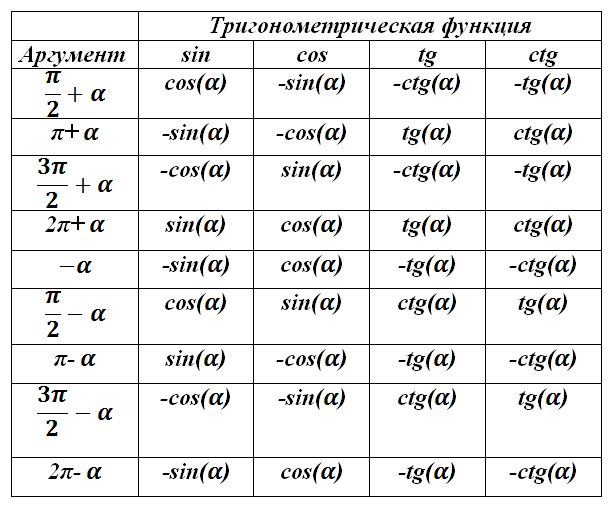 Тригонометрическая функция
Аргумент sin cos tg ctg
π/2 + α cos(α) -sin(α) -ctg(α) -tg(α)
π+ α -sin(α) -cos(α) tg(α) ctg(α)
3π/2 + α -cos(α) sin(α) -ctg(α) -tg(α)
2π+ α sin(α) cos(α) tg(α) ctg(α)
−α -sin(α) cos(α) -tg(α) -ctg(α)
π/2 − α cos(α) sin(α) ctg(α) tg(α)
π- α sin(α) -cos(α) -tg(α) -ctg(α)
3π/2 − α -cos(α) -sin(α) ctg(α) tg(α)
2π- α -sin(α) cos(α) -tg(α) -ctg(α)